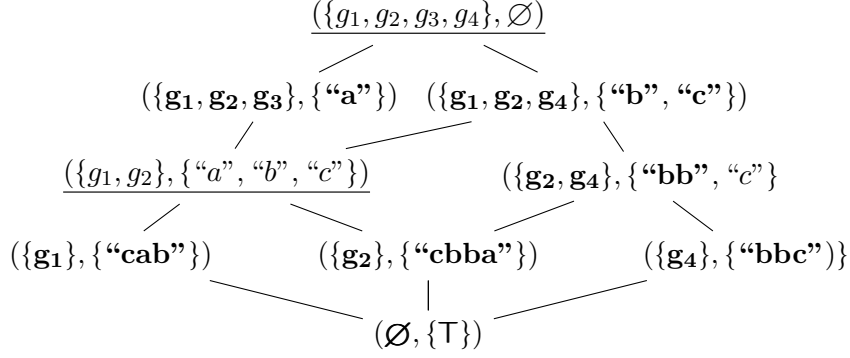 ({g₁, g₂, g₃, g₄}, ∅)
({g₁, g₂, g₃}, {“a”}) ({g₁, g₂, g₄}, {“b”, “c”})
({g₁, g₂}, {“a”, “b”, “c”}) ({g₂, g₄}, {“bb”, “c”}
({g₁}, {“cab”}) ({g₂}, {“cbba”}) ({g₄}, {“bbc”)}
(∅, {⊤})